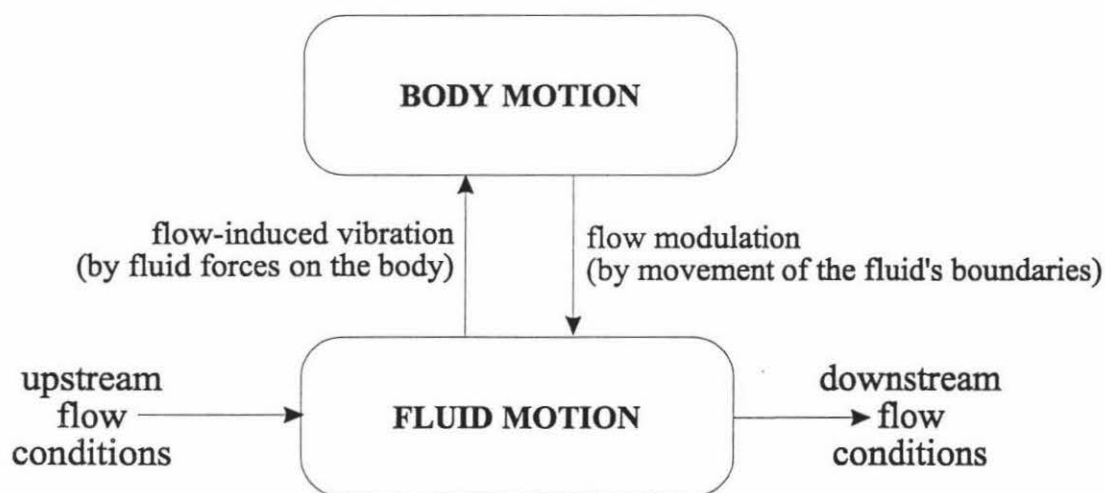 BODY MOTION
flow-induced vibration
(by fluid forces on the body)
flow modulation
(by movement of the fluid's boundaries)
upstream
flow
conditions
FLUID MOTION
downstream
flow
conditions